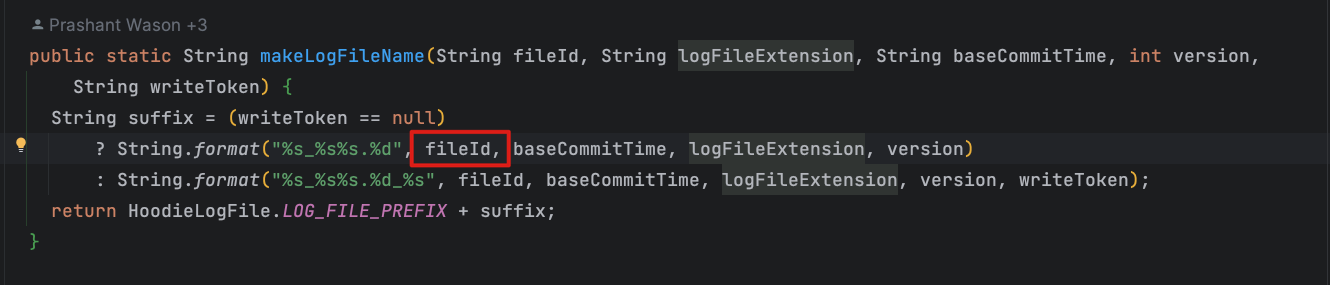 Prashant Wason +3
public static String makeLogFileName(String fileId, String logFileExtension, String baseCommitTime, int version,
String writeToken) {
String suffix = (writeToken == null)
? String.format("%s_%s%s.%d", fileId, baseCommitTime, logFileExtension, version)
: String.format("%s_%s%s.%d_%s", fileId, baseCommitTime, logFileExtension, version, writeToken);
return HoodieLogFile.LOG_FILE_PREFIX + suffix;
}